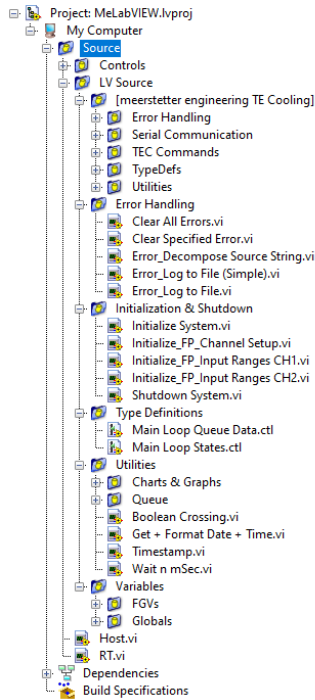 Project: MeLabVIEW.lvproj
My Computer
Source
Controls
LV Source
[meerstetter engineering TE Cooling]
Error Handling
Serial Communication
TEC Commands
TypeDefs
Utilities
Error Handling
Clear All Errors.vi
Clear Specified Error.vi
Error_Decompose Source String.vi
Error_Log to File (Simple).vi
Error_Log to File.vi
Initialization & Shutdown
Initialize System.vi
Initialize_FP_Channel Setup.vi
Initialize_FP_Input Ranges CH1.vi
Initialize_FP_Input Ranges CH2.vi
Shutdown System.vi
Type Definitions
Main Loop Queue Data.ctl
Main Loop States.ctl
Utilities
Charts & Graphs
Queue
Boolean Crossing.vi
Get + Format Date + Time.vi
Timestamp.vi
Wait n mSec.vi
Variables
FGVs
Globals
Host.vi
RT.vi
Dependencies
Build Specifications